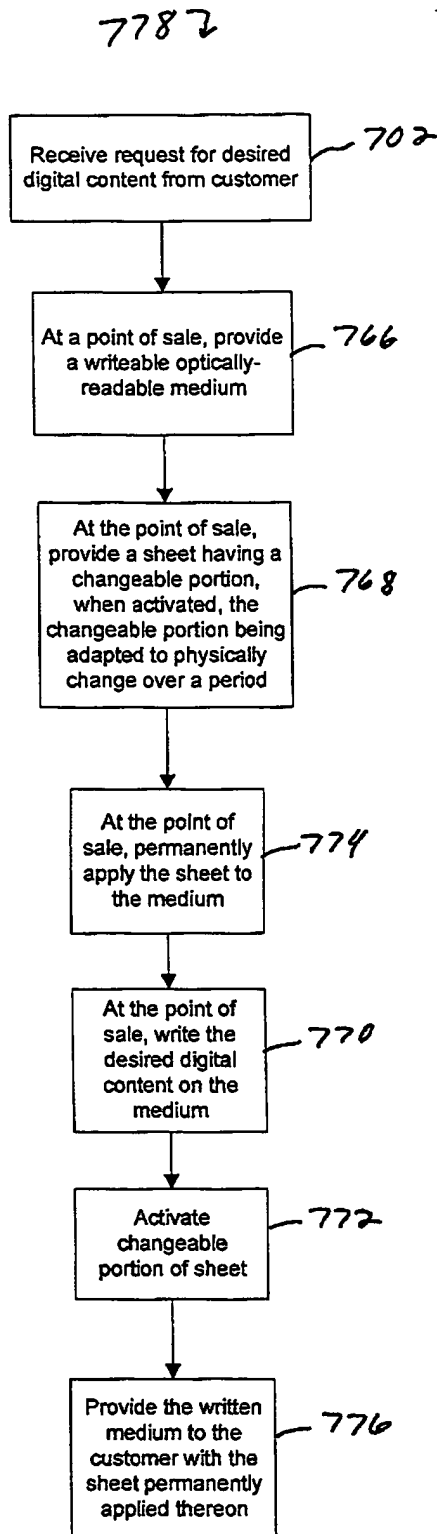 778
Receive request for desired
digital content from customer
702
At a point of sale, provide
a writeable optically-
readable medium
766
At the point of sale,
provide a sheet having a
changeable portion,
when activated, the
changeable portion being
adapted to physically
change over a period
768
At the point of
sale, permanently
apply the sheet to
the medium
774
At the point of
sale, write the
desired digital
content on the
medium
770
Activate
changeable
portion of sheet
772
Provide the written
medium to the
customer with the
sheet permanently
applied thereon
776